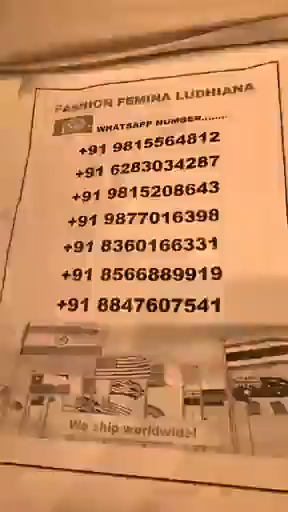 FASHION FEMINA LUDHIANA
WHATSAPP NUMBER........
+91 9815564812
+91 6283034287
+91 9815208643
+91 9877016398
+91 8360166331
+91 8566889919
+91 8847607541
We ship worldwide!